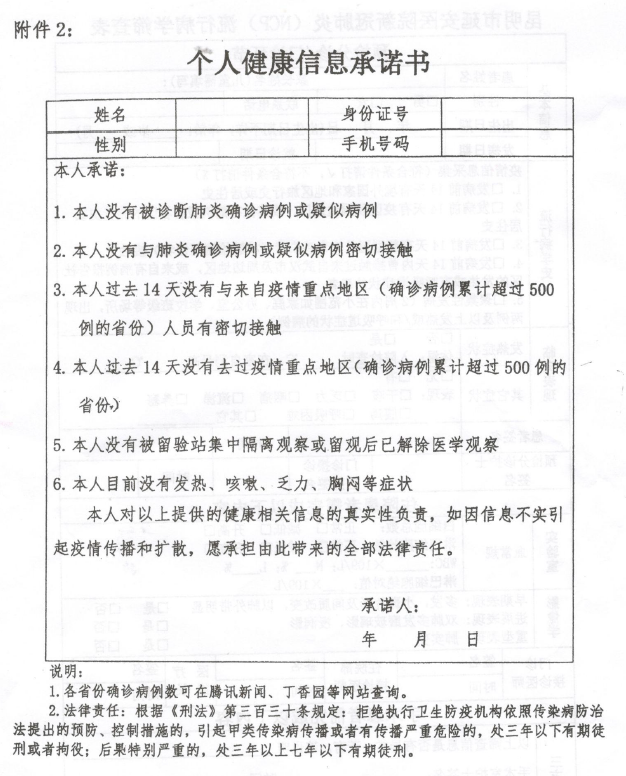 附件2：
个人健康信息承诺书
姓名 身份证号
性别 手机号码
本人承诺：
1. 本人没有被诊断肺炎确诊病例或疑似病例
2. 本人没有与肺炎确诊病例或疑似病例密切接触
3. 本人过去 14 天没有与来自疫情重点地区（确诊病例累计超过 500
例的省份）人员有密切接触
4. 本人过去 14 天没有去过疫情重点地区（确诊病例累计超过 500 例的
省份，）
5. 本人没有被留验站集中隔离观察或留观后已解除医学观察
6. 本人目前没有发热、咳嗽、乏力、胸闷等症状
本人对以上提供的健康相关信息的真实性负责，如因信息不实引
起疫情传播和扩散，愿承担由此带来的全部法律责任。
承诺人：
年 月 日
说明：
1. 各省份确诊病例数可在腾讯新闻、丁香园等网站查询。
2. 法律责任：根据《刑法》第三百三十条规定：拒绝执行卫生防疫机构依照传染病防治
法提出的预防、控制措施的，引起甲类传染病传播或者有传播严重危险的，处三年以下有期徒
刑或者拘役；后果特别严重的，处三年以上七年以下有期徒刑。